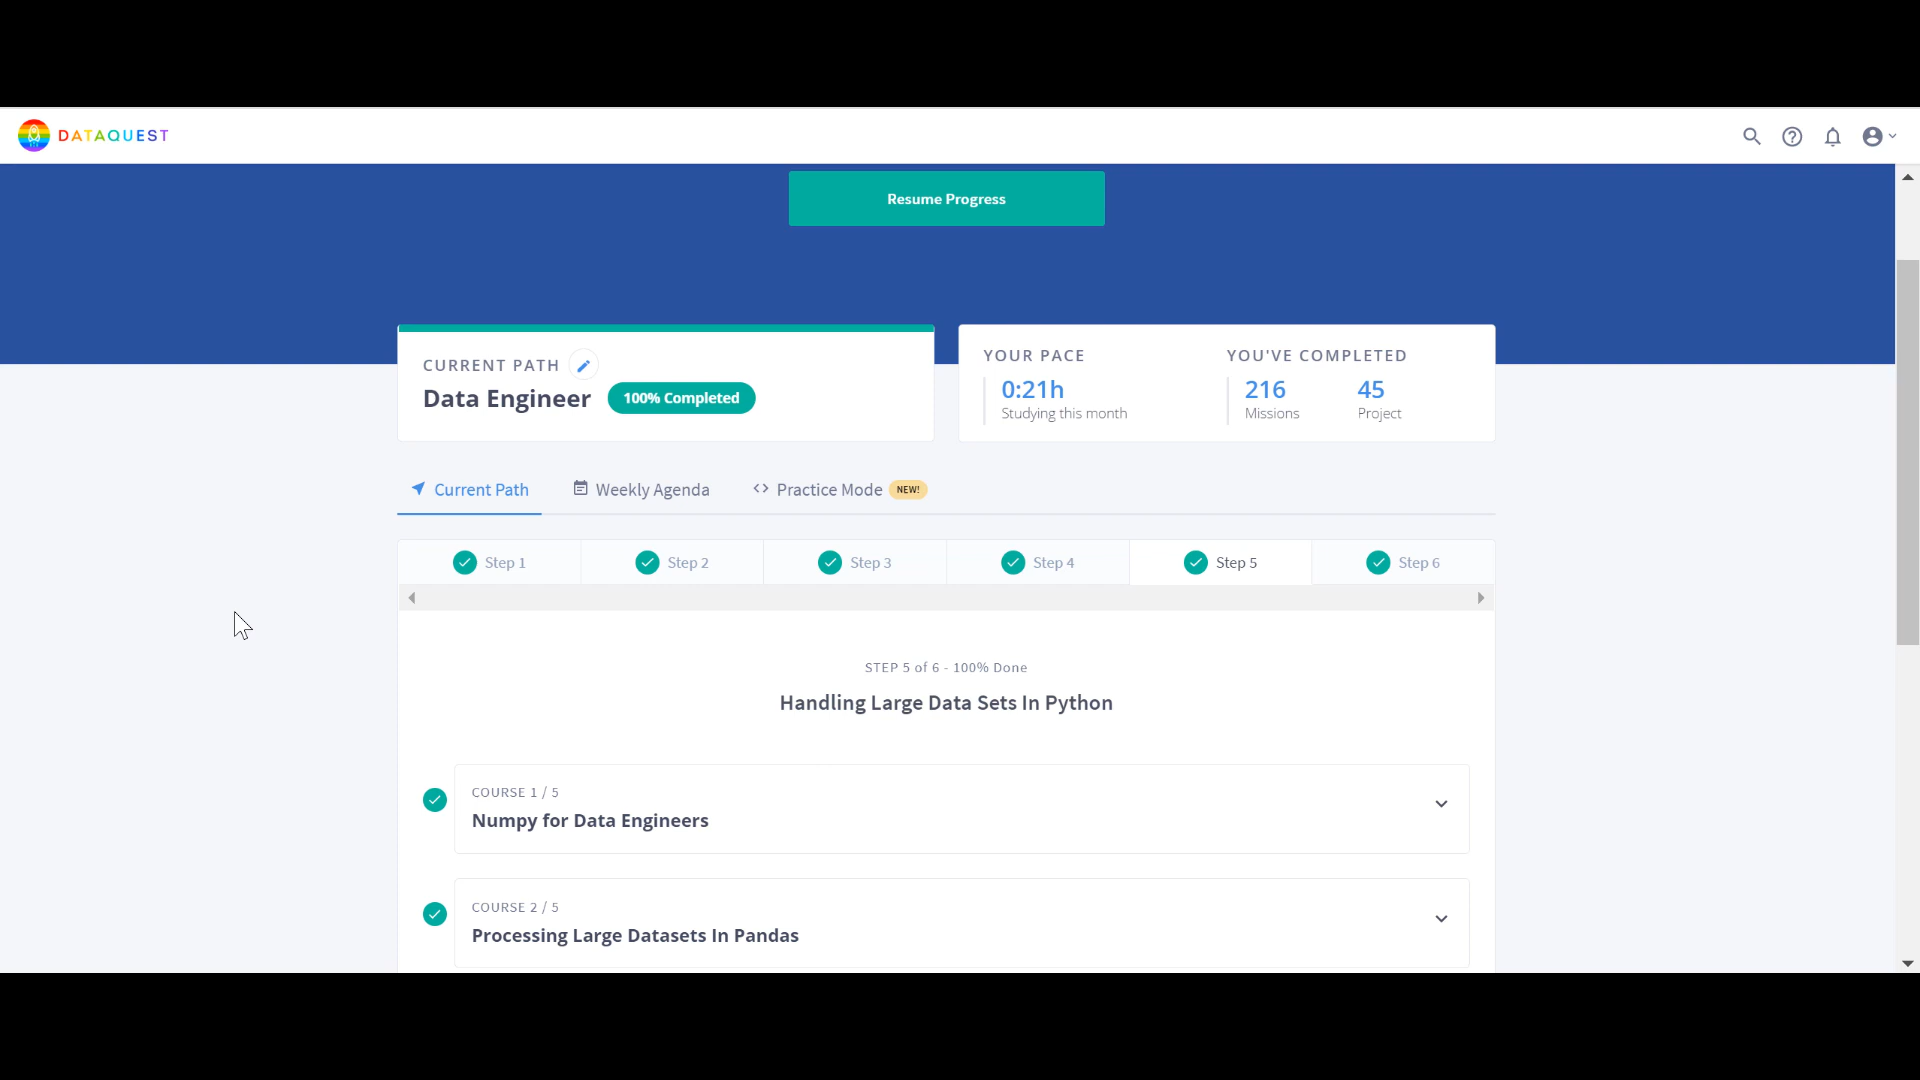 DATAQUEST
Resume Progress
CURRENT PATH
Data Engineer 100% Completed
YOUR PACE
0:21h
Studying this month
YOU'VE COMPLETED
216 45
Missions Project
Current Path Weekly Agenda Practice Mode NEW!
Step 1 Step 2 Step 3 Step 4 Step 5 Step 6
STEP 5 of 6 - 100% Done
Handling Large Data Sets In Python
COURSE 1 / 5
Numpy for Data Engineers
COURSE 2 / 5
Processing Large Datasets In Pandas